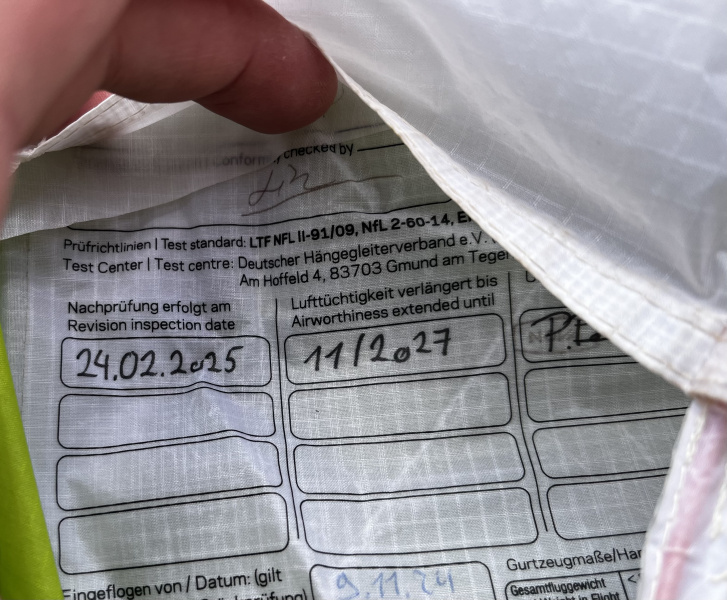 Conform
checked by
Prüfrichtlinien | Test standard: LTF NFL II-91/09, NfL 2-60-14, E
Test Center | Test centre: Deutscher Hängegleiterverband e.V.
Am Hoffeld 4, 83703 Gmund am Teger
Nachprüfung erfolgt am
Revision inspection date
Lufttüchtigkeit verlängert bis
Airworthiness extended until
24.02.2025
11/2027
Eingeflogen von / Datum: (gilt
9.11.24
Gurtzeugmaße/Har
Gesamtfluggewicht